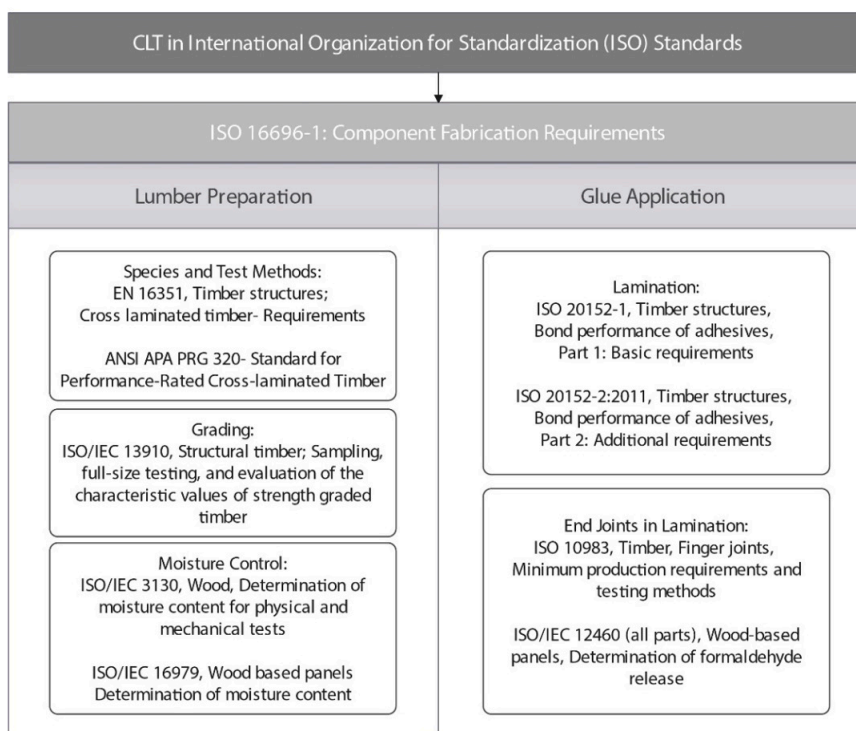 CLT in International Organization for Standardization (ISO) Standards
ISO 16696-1: Component Fabrication Requirements
Lumber Preparation
Species and Test Methods:
EN 16351, Timber structures;
Cross laminated timber- Requirements
ANSI APA PRG 320- Standard for
Performance-Rated Cross-laminated Timber
Grading:
ISO/IEC 13910, Structural timber; Sampling,
full-size testing, and evaluation of the
characteristic values of strength graded
timber
Moisture Control:
ISO/IEC 3130, Wood, Determination of
moisture content for physical and
mechanical tests
ISO/IEC 16979, Wood based panels
Determination of moisture content
Glue Application
Lamination:
ISO 20152-1, Timber structures,
Bond performance of adhesives,
Part 1: Basic requirements
ISO 20152-2:2011, Timber structures,
Bond performance of adhesives,
Part 2: Additional requirements
End Joints in Lamination:
ISO 10983, Timber, Finger joints,
Minimum production requirements and
testing methods
ISO/IEC 12460 (all parts), Wood-based
panels, Determination of formaldehyde
release